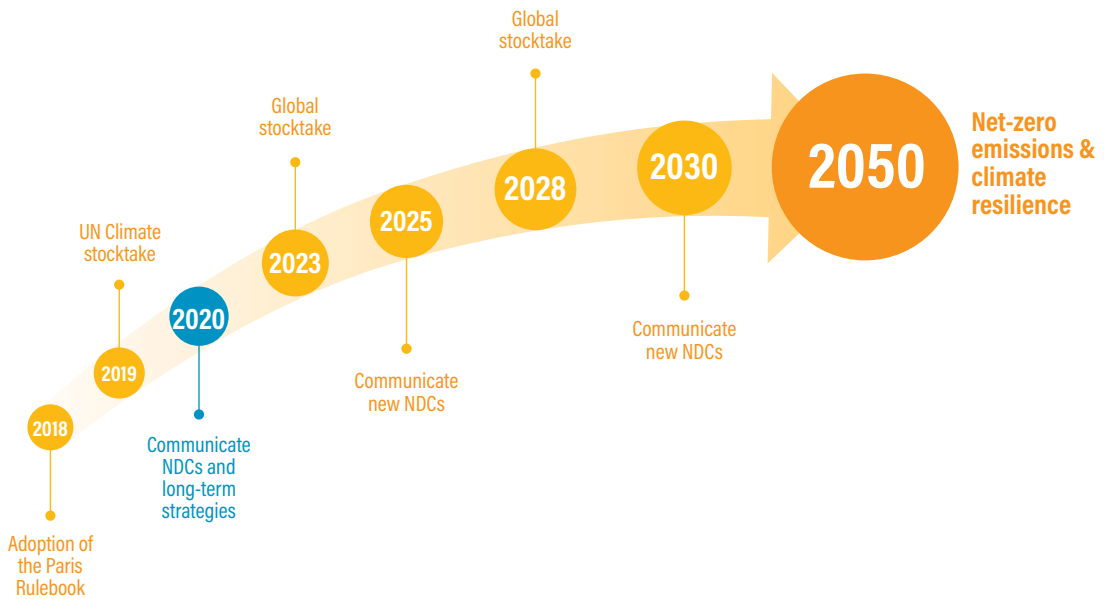 2018
Adoption of
the Paris
Rulebook
UN Climate
stocktake
2019
2020
Communicate
NDCs and
long-term
strategies
Global
stocktake
2023
2025
Communicate
new NDCs
Global
stocktake
2028
2030
Communicate
new NDCs
2050
Net-zero
emissions &
climate
resilience